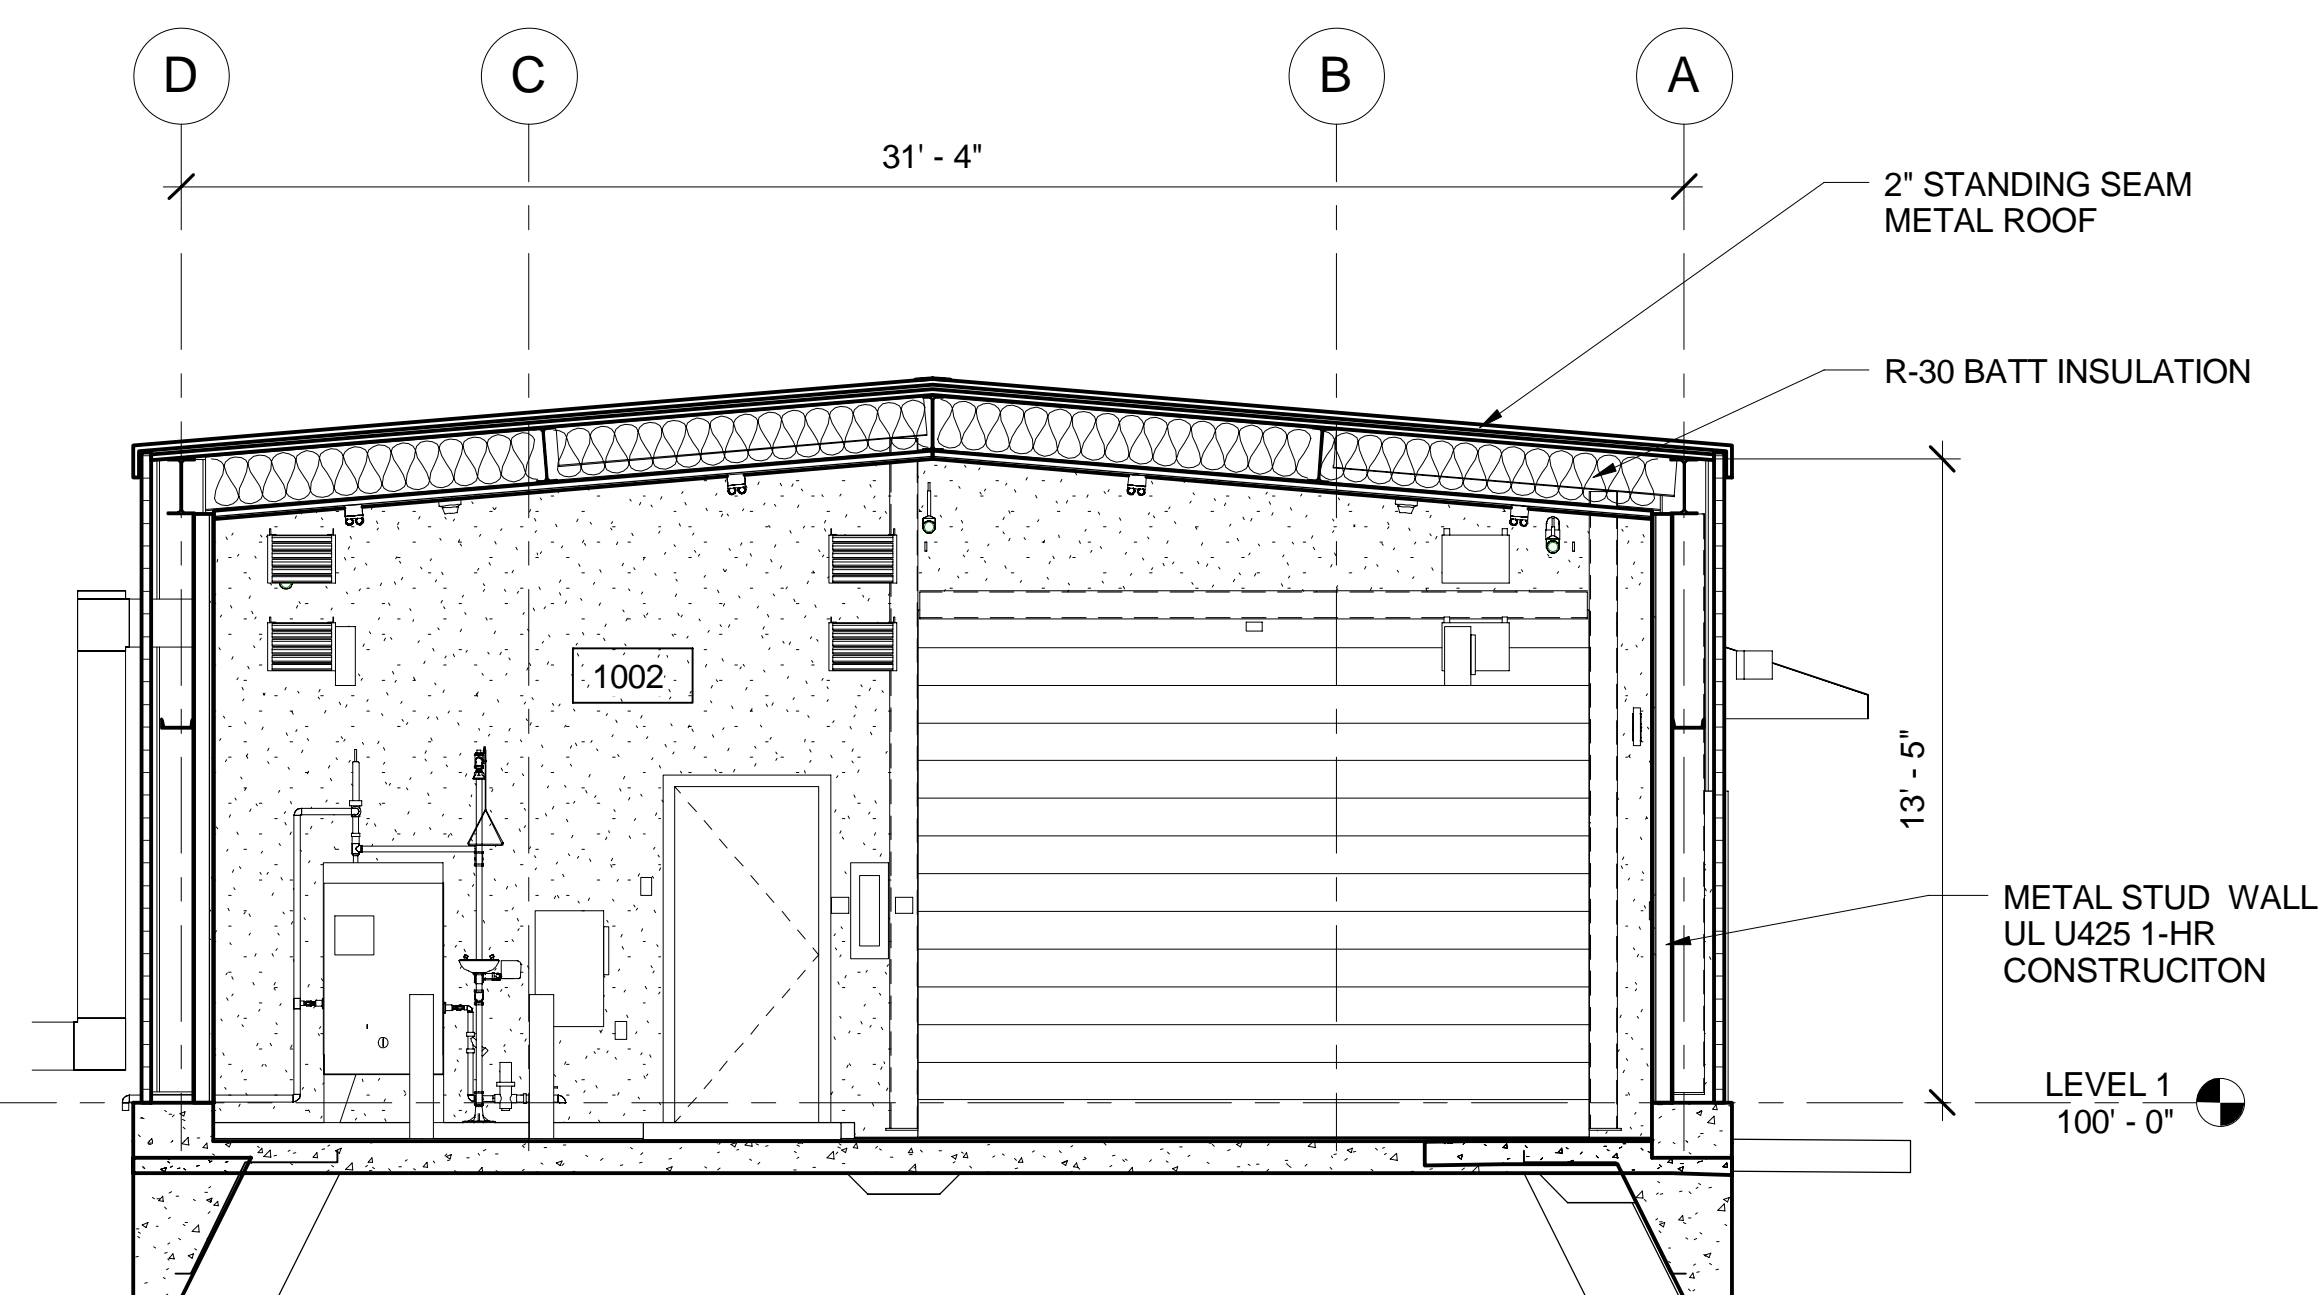 D
C
B
A
31' - 4"
2" STANDING SEAM
METAL ROOF
R-30 BATT INSULATION
1002
13' - 5"
METAL STUD  WALL
UL U425 1-HR
CONSTRUCITON
LEVEL 1
100' - 0"